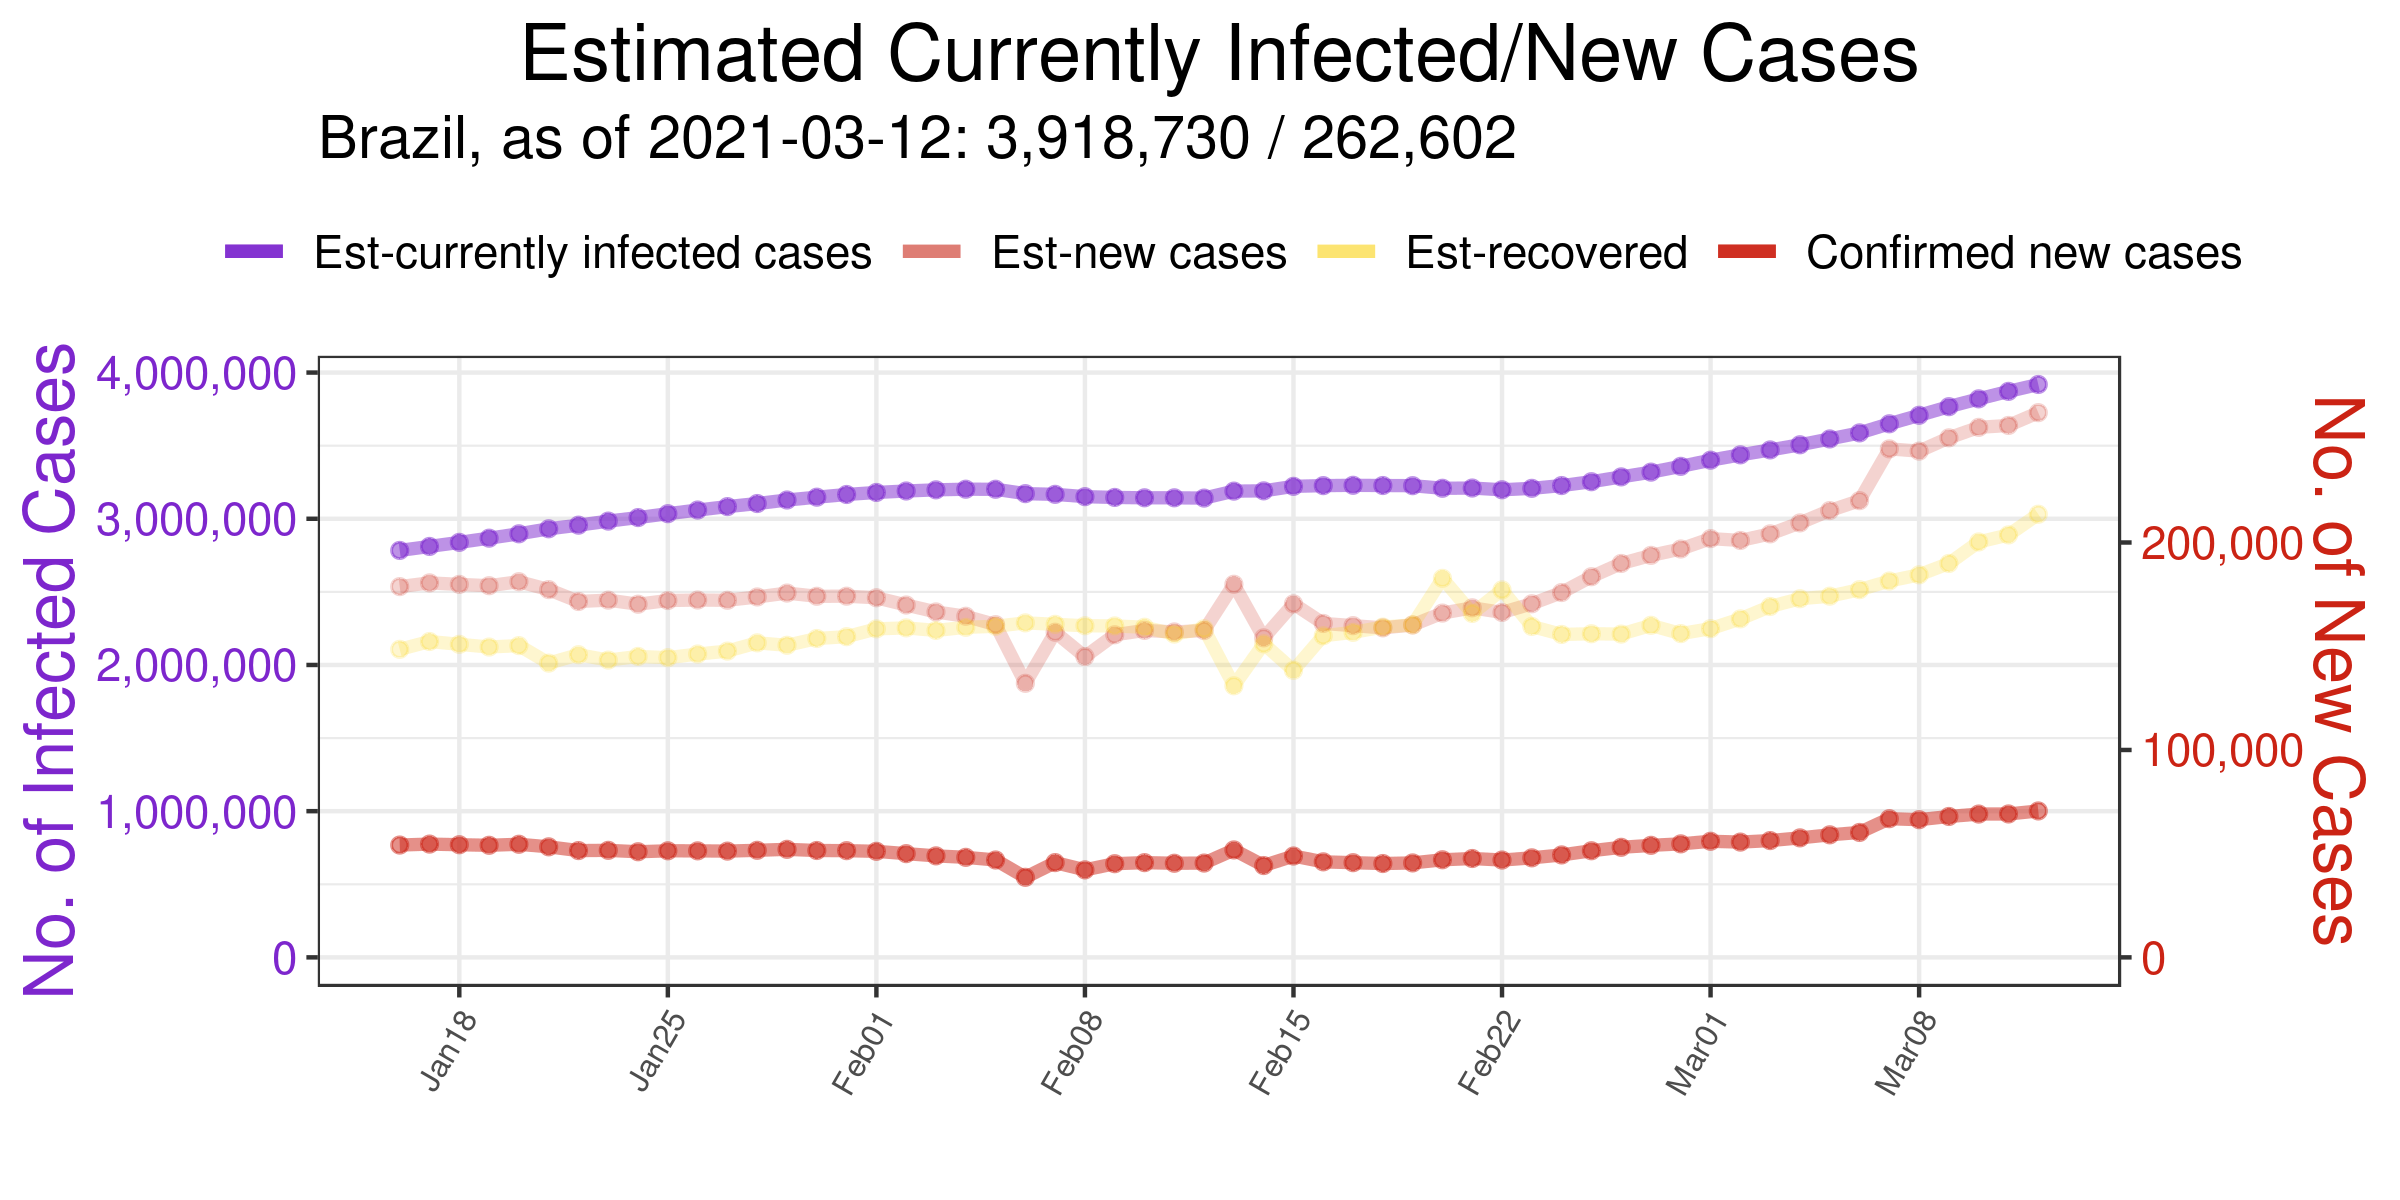 Estimated Currently Infected/New Cases
Brazil, as of 2021-03-12: 3,918,730 / 262,602
Est-currently infected cases Est-new cases Est-recovered Confirmed new cases
No. of Infected Cases
4,000,000
3,000,000
2,000,000
1,000,000
0
200,000
100,000
0
No. of New Cases
Jan18 Jan25 Feb01 Feb08 Feb15 Feb22 Mar01 Mar08